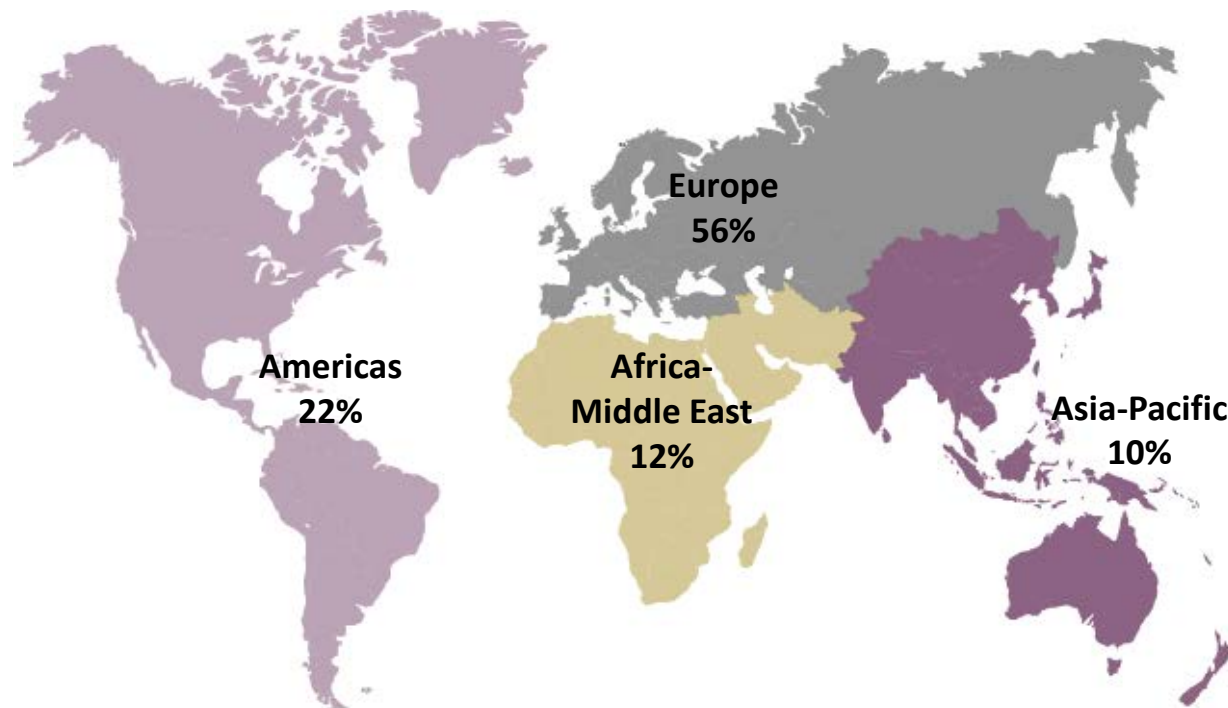 Europe
56%
Americas
22%
Africa-
Middle East
12%
Asia-Pacific
10%